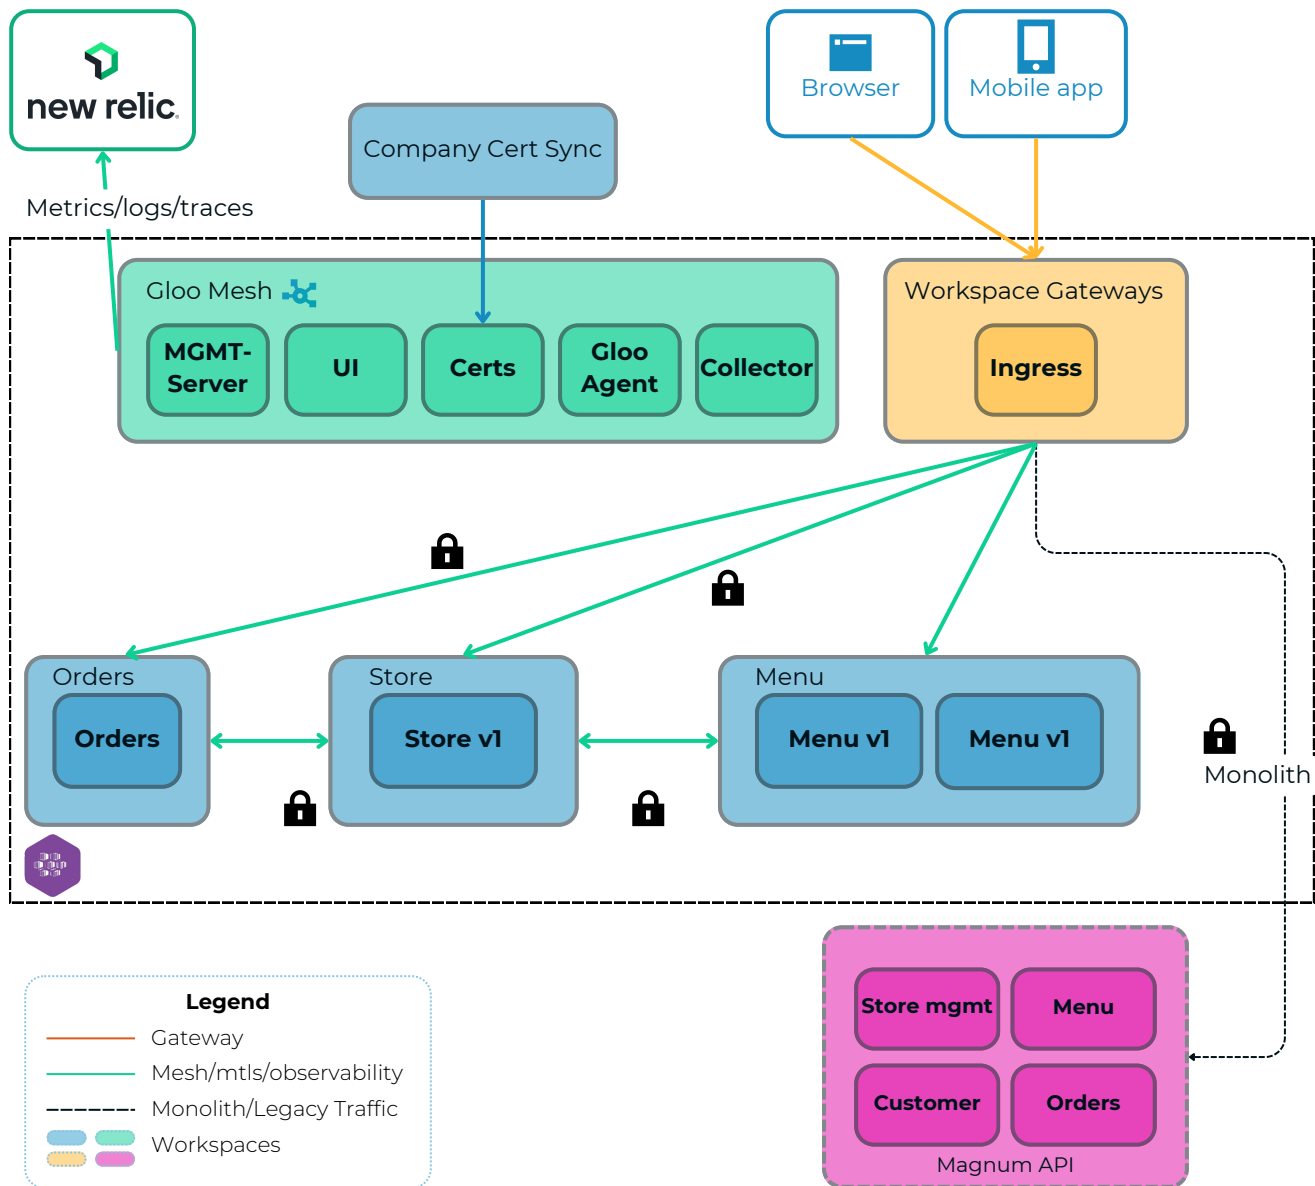 new relic.
Browser
Mobile app
Company Cert Sync
Metrics/logs/traces
Gloo Mesh
MGMT-
Server
UI
Certs
Gloo
Agent
Collector
Workspace Gateways
Ingress
Orders
Orders
Store
Store v1
Menu
Menu v1
Menu v1
Monolith
Store mgmt
Menu
Customer
Orders
Magnum API
Legend
Gateway
Mesh/mtls/observability
Monolith/Legacy Traffic
Workspaces